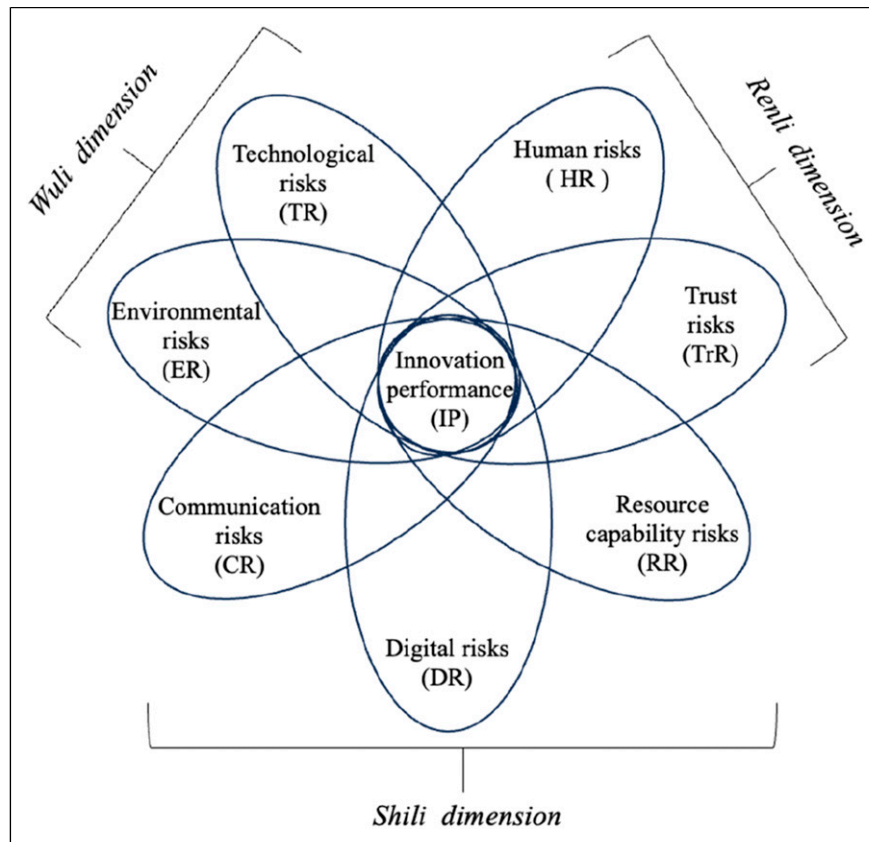 Wuli dimension
Renli dimension
Technological
risks
(TR)
Human risks
( HR )
Environmental
risks
(ER)
Trust
risks
(TrR)
Innovation
performance
(IP)
Communication
risks
(CR)
Resource
capability risks
(RR)
Digital risks
(DR)
Shili dimension